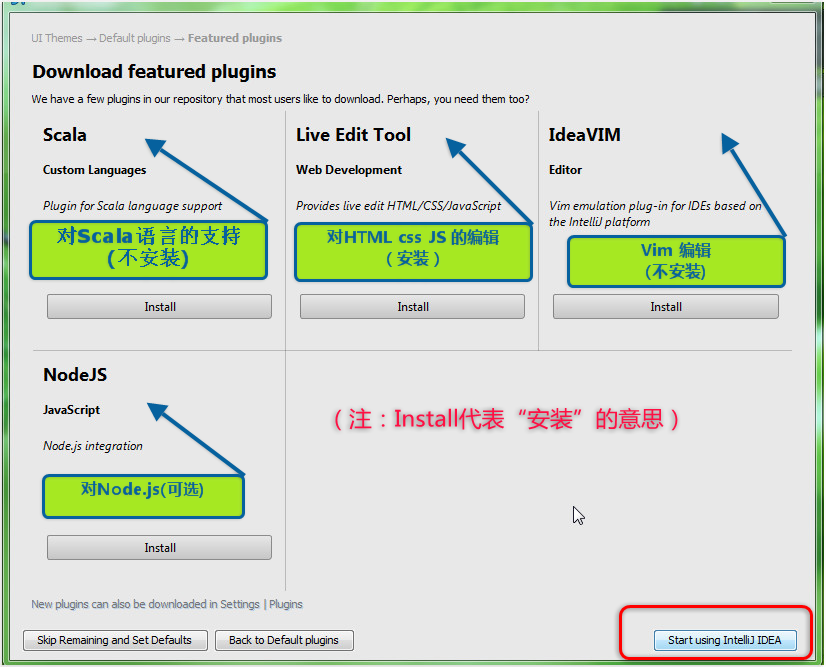 UI Themes → Default plugins → Featured plugins
Download featured plugins
We have a few plugins in our repository that most users like to download. Perhaps, you need them too?
Scala
Custom Languages
Plugin for Scala language support
对Scala语言的支持
(不安装)
Install
Live Edit Tool
Web Development
Provides live edit HTML/CSS/JavaScript
对HTML css JS 的编辑
（安装）
Install
IdeaVIM
Editor
Vim emulation plug-in for IDEs based on
the IntelliJ platform
Vim 编辑
(不安装)
Install
NodeJS
JavaScript
Node.js integration
对Node.js(可选)
Install
（注：Install代表“安装”的意思）
New plugins can also be downloaded in Settings | Plugins
Skip Remaining and Set Defaults
Back to Default plugins
Start using IntelliJ IDEA